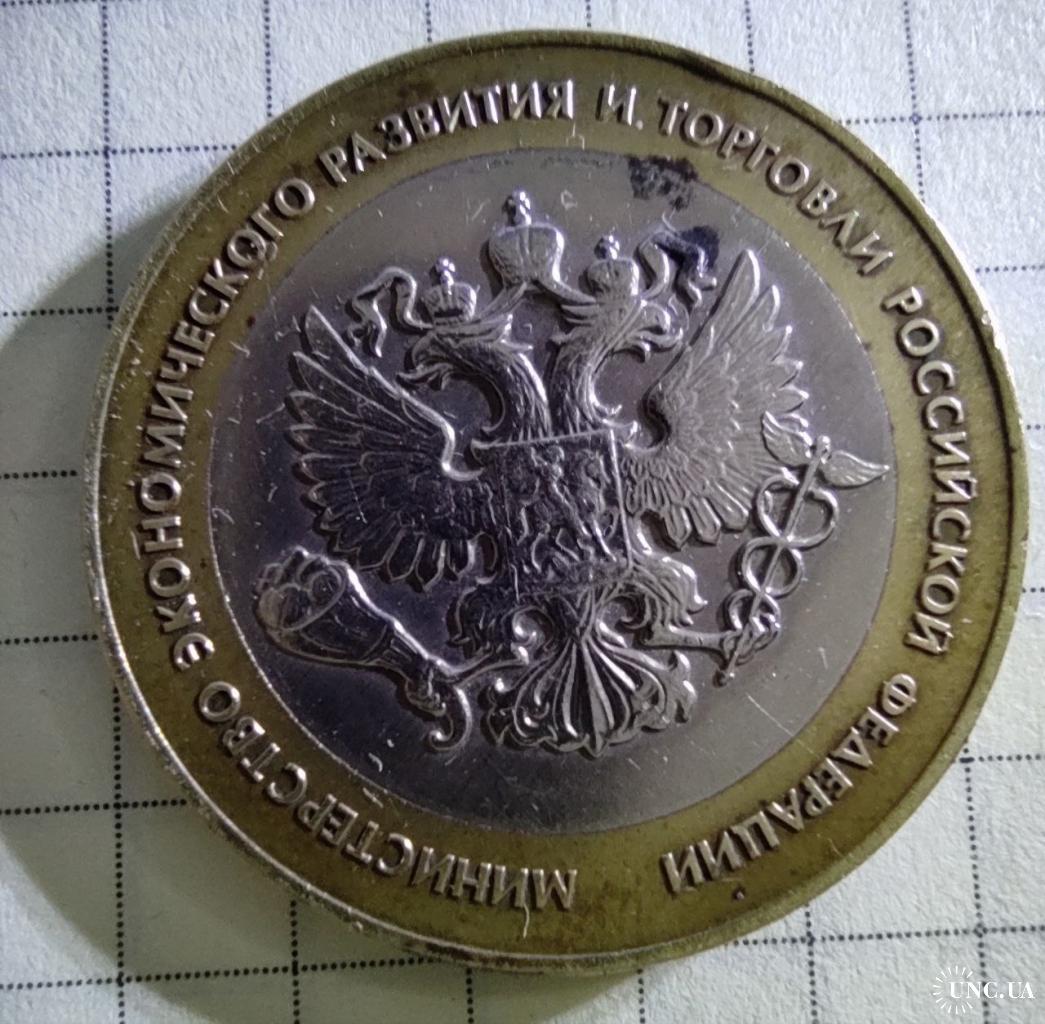 МИНИСТЕРСТВО ЭКОНОМИЧЕСКОГО РАЗВИТИЯ И ТОРГОВЛИ РОССИЙСКОЙ ФЕДЕРАЦИИ
UNC.UA